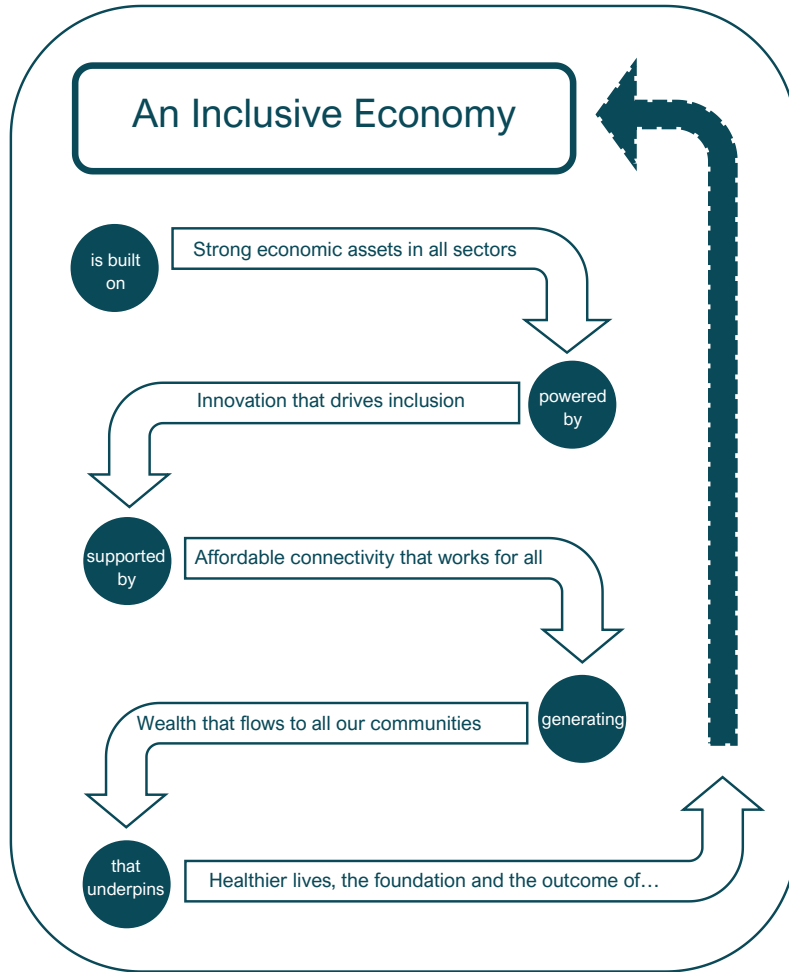 An Inclusive Economy
is built
on
Strong economic assets in all sectors
powered
by
Innovation that drives inclusion
supported
by
Affordable connectivity that works for all
generating
Wealth that flows to all our communities
that
underpins
Healthier lives, the foundation and the outcome of…